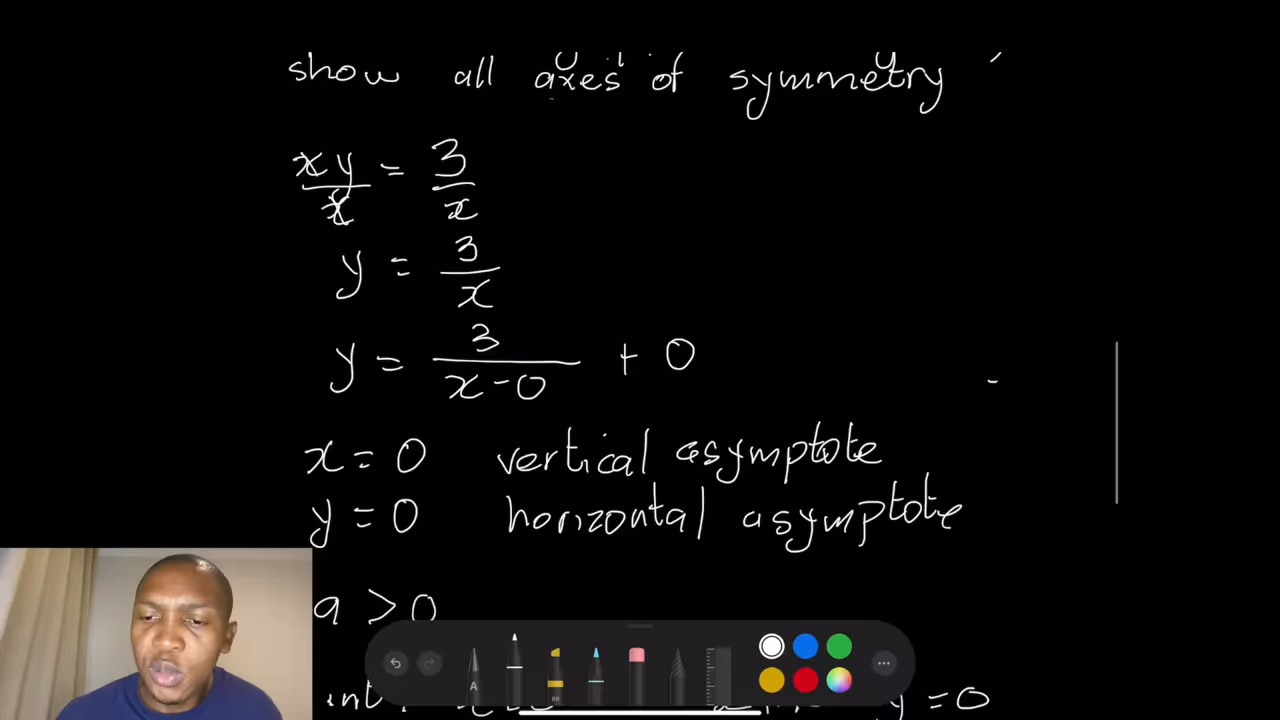 show all axes of symmetry
xy/x = 3/x
y = 3/x
y = 3/(x-0) + 0
x = 0 vertical asymptote
y = 0 horizontal asymptote
a > 0
int y = 0
A